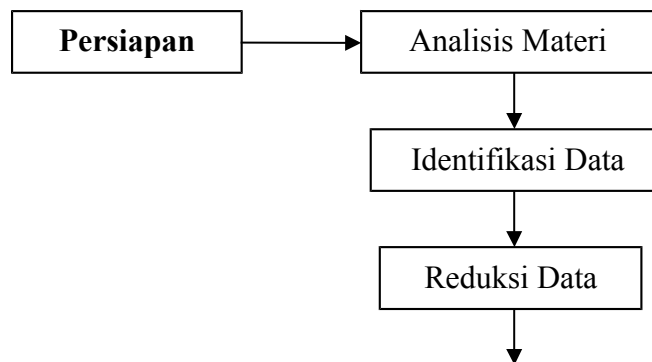 Persiapan
Analisis Materi
Identifikasi Data
Reduksi Data